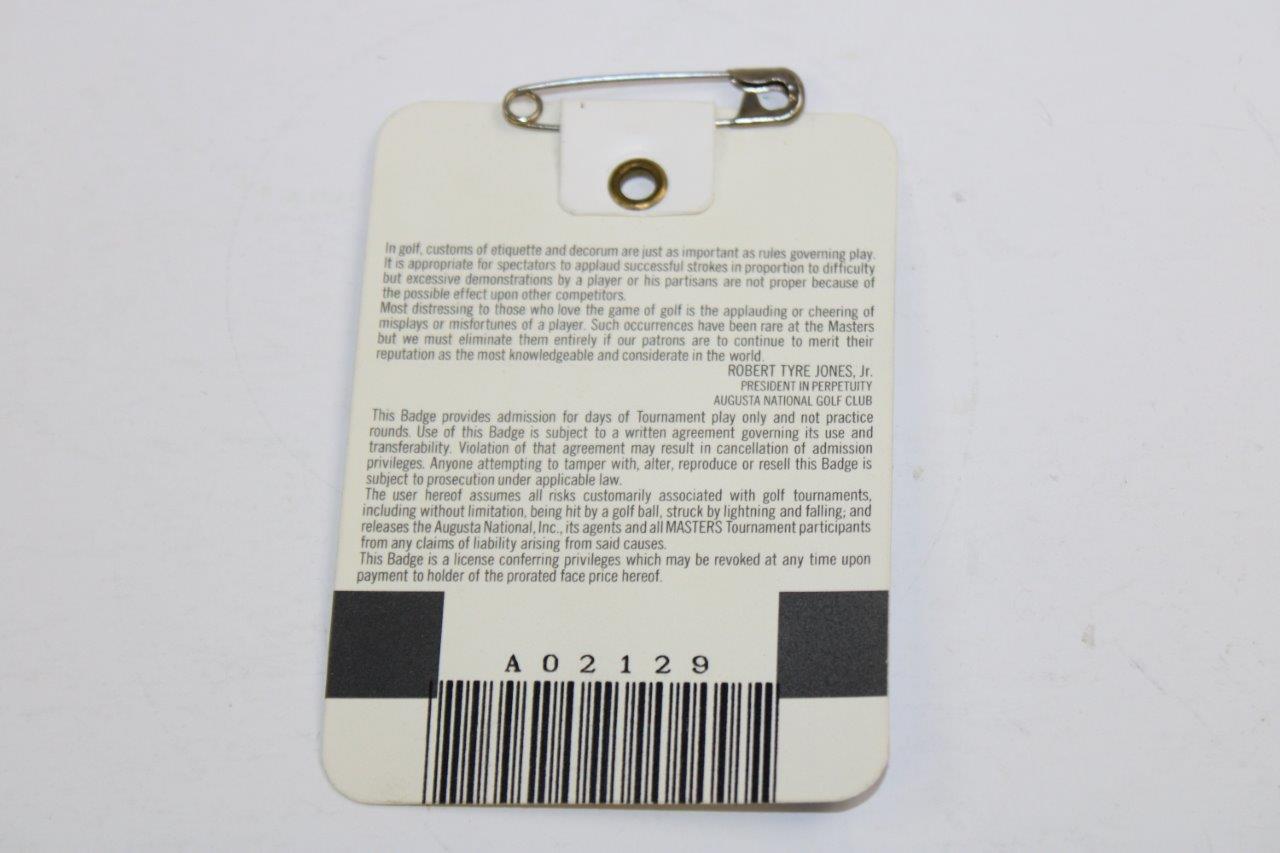 In golf, customs of etiquette and decorum are just as important as rules governing play.
It is appropriate for spectators to applaud successful strokes in proportion to difficulty
but excessive demonstrations by a player or his partisans are not proper because of
the possible effect upon other competitors.
Most distressing to those who love the game of golf is the applauding or cheering of
misplays or misfortunes of a player. Such occurrences have been rare at the Masters
but we must eliminate them entirely if our patrons are to continue to merit their
reputation as the most knowledgeable and considerate in the world.
ROBERT TYRE JONES, Jr.
PRESIDENT IN PERPETUITY
AUGUSTA NATIONAL GOLF CLUB
This Badge provides admission for days of Tournament play only and not practice
rounds. Use of this Badge is subject to a written agreement governing its use and
transferability. Violation of that agreement may result in cancellation of admission
privileges. Anyone attempting to tamper with, alter, reproduce or resell this Badge is
subject to prosecution under applicable law.
The user hereof assumes all risks customarily associated with golf tournaments,
including without limitation, being hit by a golf ball, struck by lightning and falling; and
releases the Augusta National, Inc., its agents and all MASTERS Tournament participants
from any claims of liability arising from said causes.
This Badge is a license conferring privileges which may be revoked at any time upon
payment to holder of the prorated face price hereof.
A02129